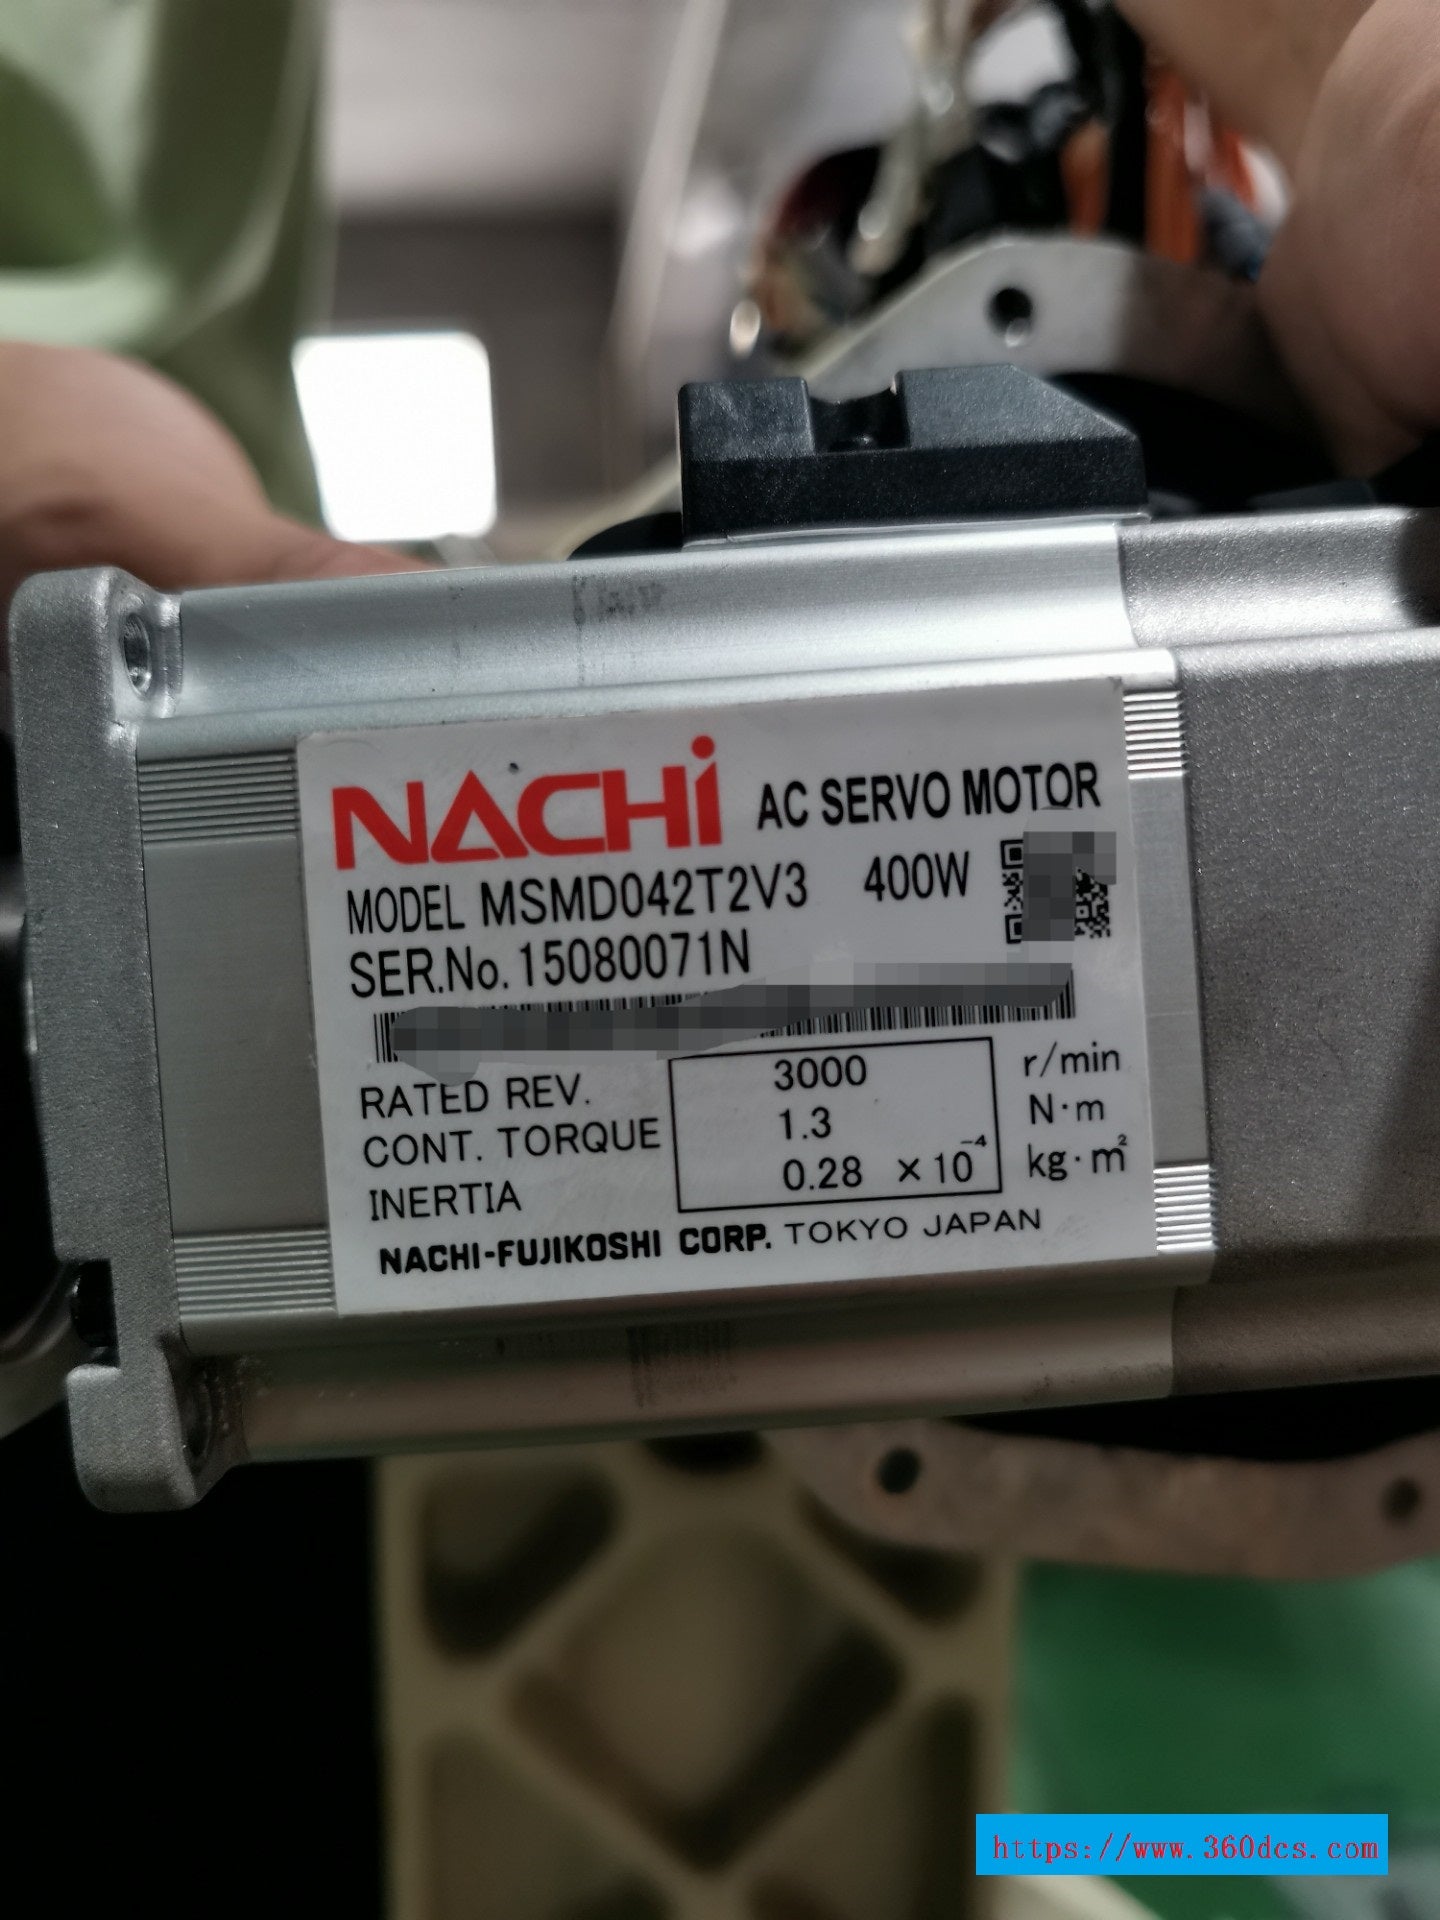 NACHi AC SERVO MOTOR
MODEL MSMD042T2V3 400W
SER.No.15080071N
RATED REV. 3000 r/min
CONT. TORQUE 1.3 N·m
INERTIA 0.28 ×10⁻⁴ kg·m²
NACHI-FUJIKOSHI CORP. TOKYO JAPAN
https://www.360dcs.com